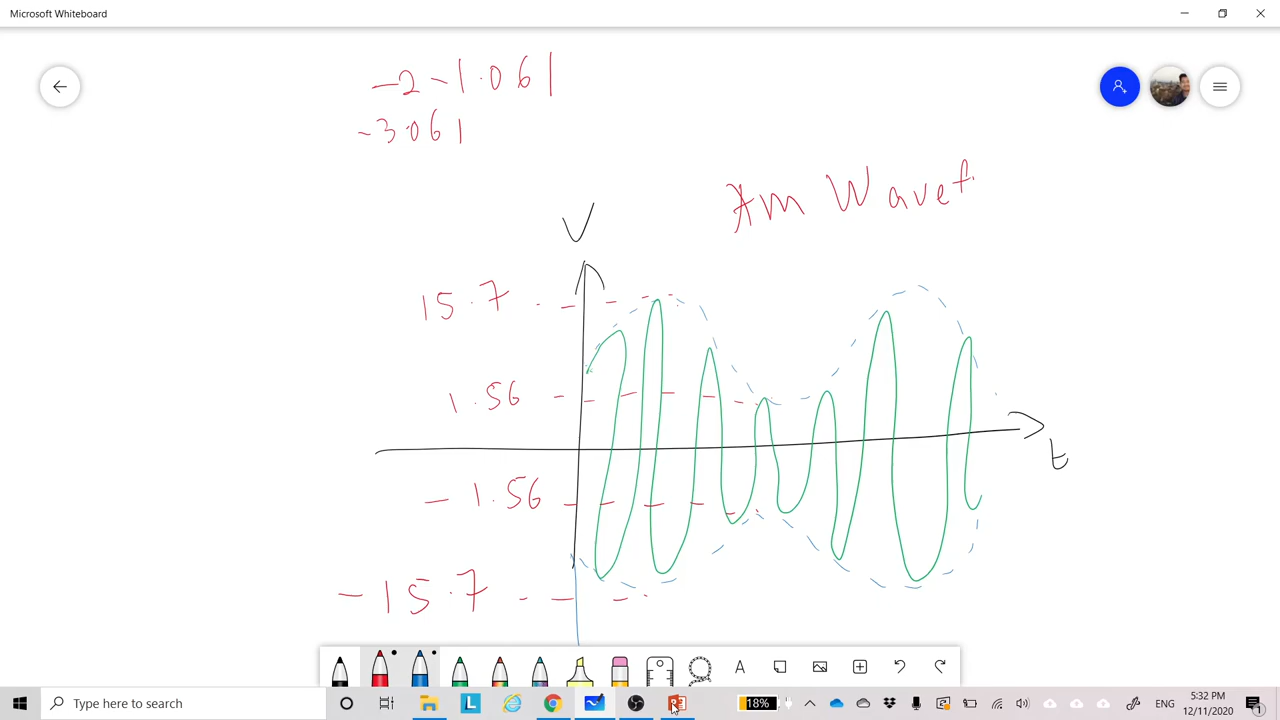 Microsoft Whiteboard
-2-1.061
-3.061
Am Wavef
V
15.7
1.56
t
-1.56
-15.7
A
18%
ENG
5:32 PM
12/11/2020
Type here to search
1